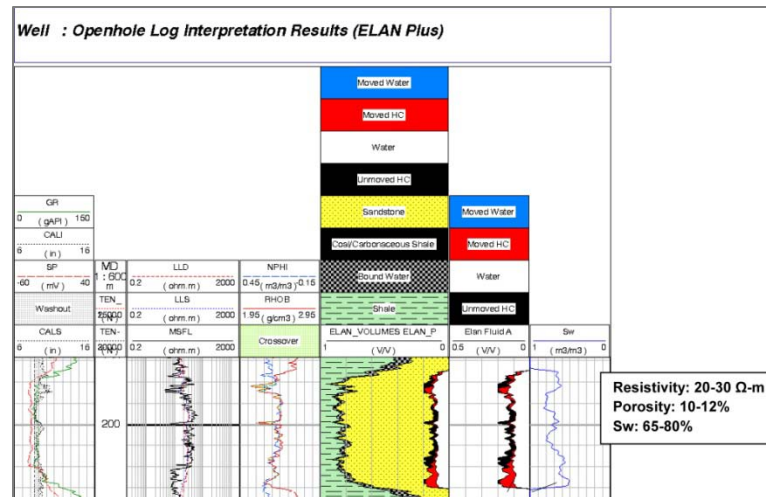 Well : Openhole Log Interpretation Results (ELAN Plus)
Moved Water
Moved HC
Water
Unmoved HC
Sandstone
Coal/Carbonaceous Shale
Bound Water
Shale
Moved Water
Moved HC
Water
Unmoved HC
GR
0 (gAPI) 150
CALI
6 (in) 16
SP
-60 (mV) 40
Washout
CALS
6 (in) 16
MD
1 : 600
m
TEN_
TEN-
LLD
0.2 (ohm.m) 2000
LLS
0.2 (ohm.m) 2000
MSFL
(ohm.m)
0.2 2000
NPHI
0.45 (m3/m3) -0.15
RHOB
1.95 (g/cm3) 2.95
Crossover
ELAN_VOLUMES ELAN_P
1 (V/V) 0
Elan Fluid A
0.5 (V/V) 0
Sw
1 (m3/m3) 0
200
Resistivity: 20-30 Ω-m
Porosity: 10-12%
Sw: 65-80%